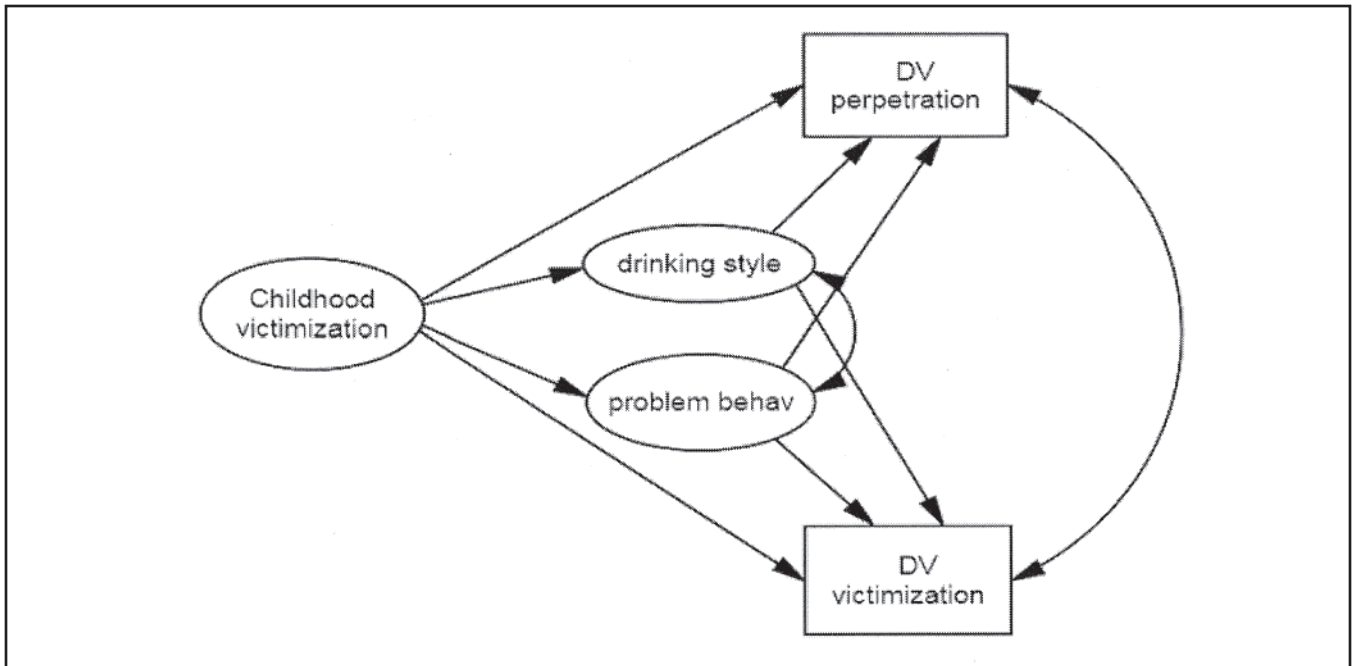 DV
perpetration
drinking style
Childhood
victimization
problem behav
DV
victimization